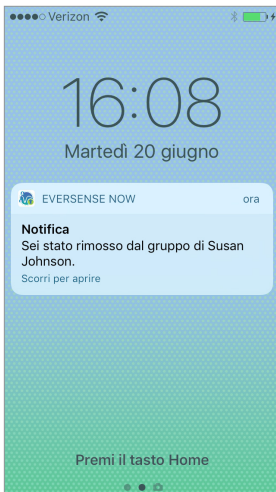 Verizon
16:08
Martedì 20 giugno
EVERSENSE NOW ora
Notifica
Sei stato rimosso dal gruppo di Susan
Johnson.
Scorri per aprire
Premi il tasto Home